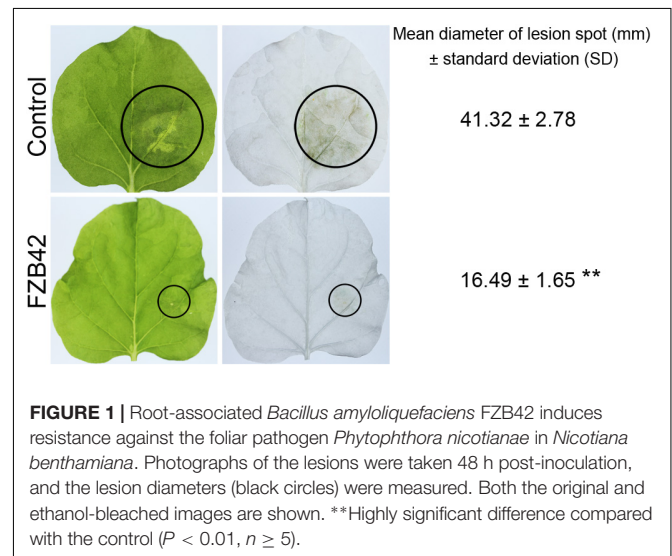 Mean diameter of lesion spot (mm)
± standard deviation (SD)
Control
41.32 ± 2.78
FZB42
16.49 ± 1.65 **
FIGURE 1 | Root-associated Bacillus amyloliquefaciens FZB42 induces
resistance against the foliar pathogen Phytophthora nicotianae in Nicotiana
benthamiana. Photographs of the lesions were taken 48 h post-inoculation,
and the lesion diameters (black circles) were measured. Both the original and
ethanol-bleached images are shown. **Highly significant difference compared
with the control (P < 0.01, n ≥ 5).